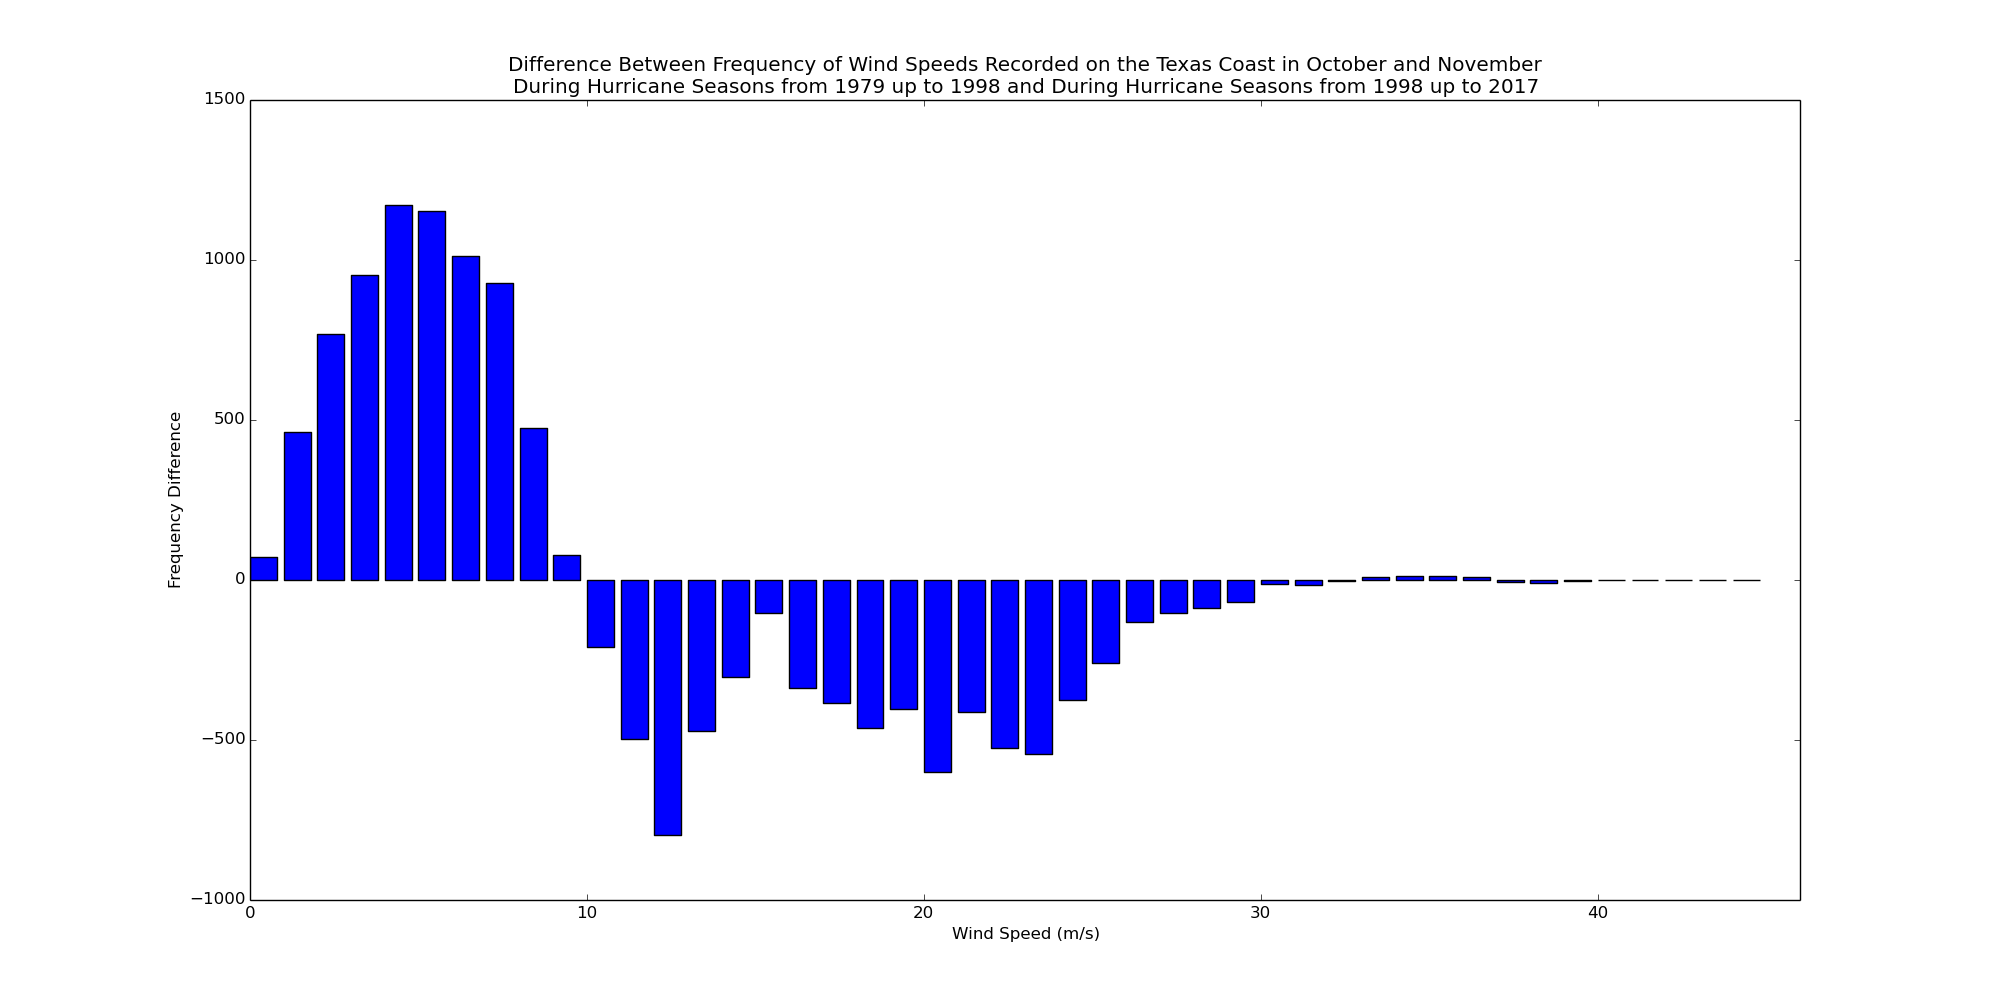 Difference Between Frequency of Wind Speeds Recorded on the Texas Coast in October and November
During Hurricane Seasons from 1979 up to 1998 and During Hurricane Seasons from 1998 up to 2017
1500
1000
500
0
−500
−1000
Frequency Difference
0 10 20 30 40
Wind Speed (m/s)